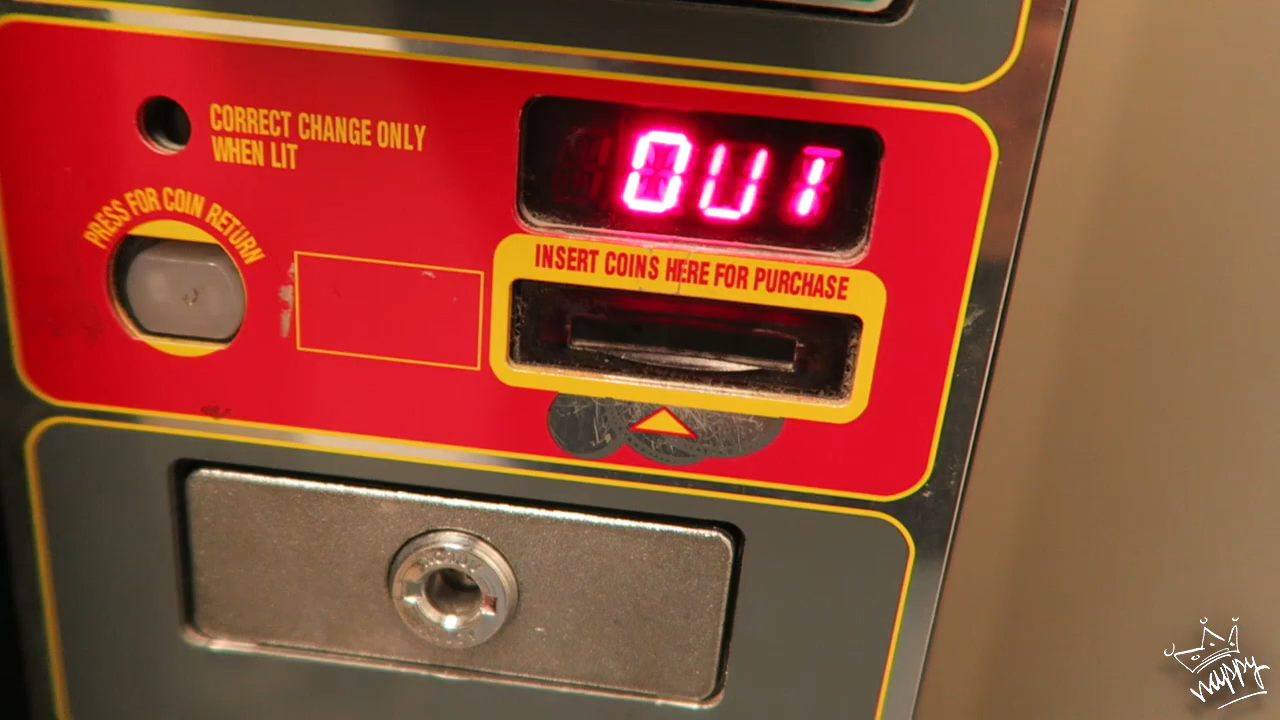 CORRECT CHANGE ONLY
WHEN LIT
OUT
PRESS FOR COIN RETURN
INSERT COINS HERE FOR PURCHASE
nappy